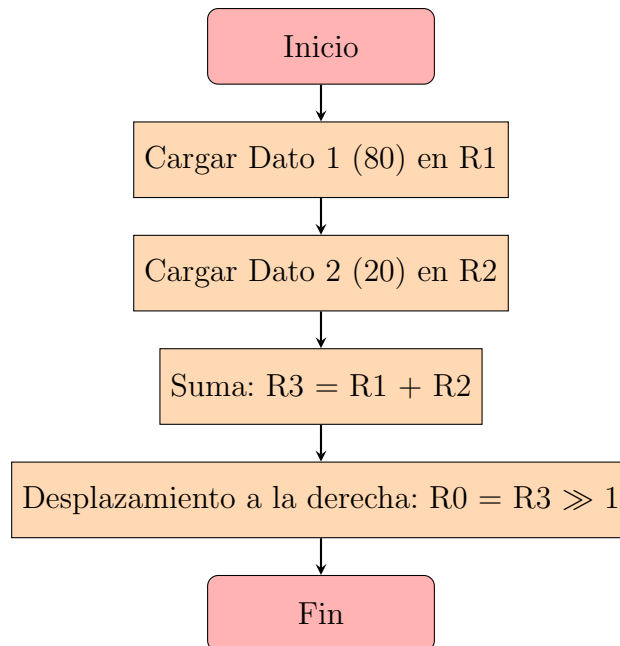 Inicio
Cargar Dato 1 (80) en R1
Cargar Dato 2 (20) en R2
Suma: R3 = R1 + R2
Desplazamiento a la derecha: R0 = R3 ≫ 1
Fin